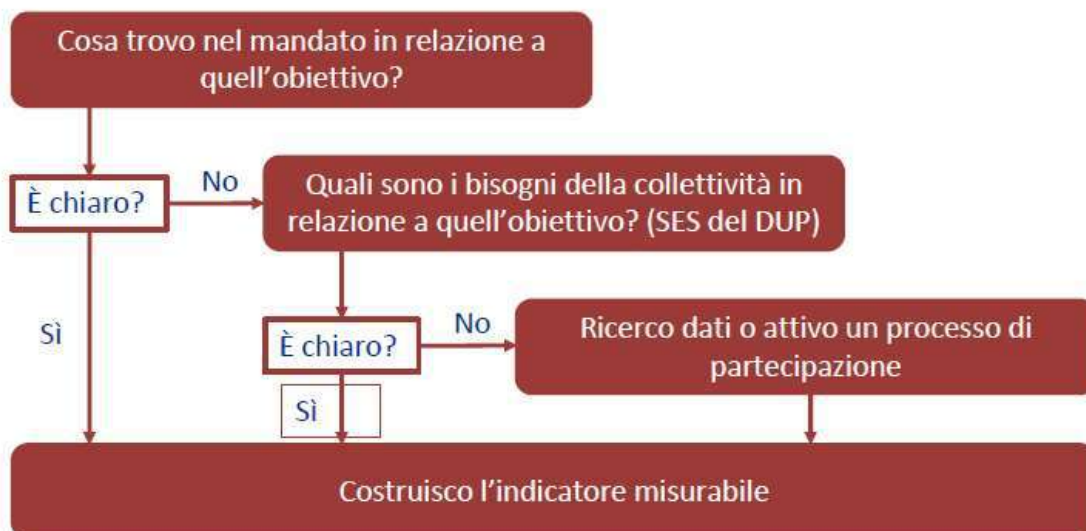 Cosa trovo nel mandato in relazione a
quell'obiettivo?
È chiaro?
No
Quali sono i bisogni della collettività in
relazione a quell'obiettivo? (SES del DUP)
Sì
È chiaro?
No
Ricerco dati o attivo un processo di
partecipazione
Sì
Costruisco l'indicatore misurabile